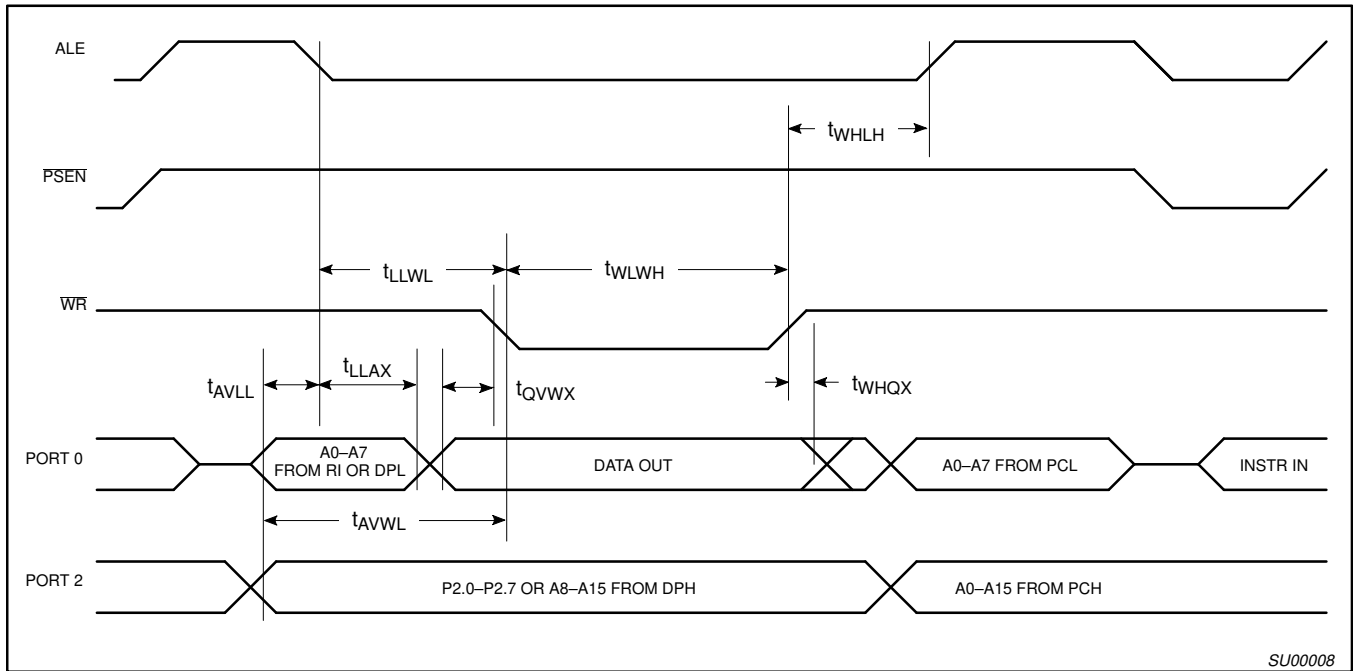 ALE
tWHLH
PSEN
tLLWL
tWLWH
WR
tAVLL
tLLAX
tQVWX
tWHQX
PORT 0
A0–A7
FROM RI OR DPL
DATA OUT
A0–A7 FROM PCL
INSTR IN
tAVWL
PORT 2
P2.0–P2.7 OR A8–A15 FROM DPH
A0–A15 FROM PCH
SU00008